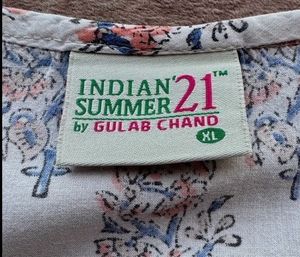 INDIAN'21™
SUMMER
by GULAB CHAND
XL